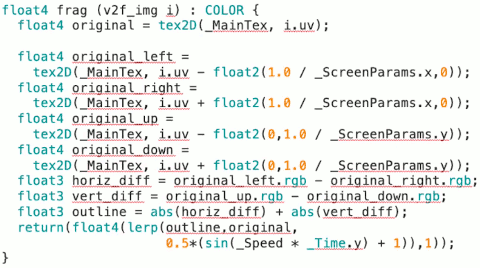 float4 frag (v2f_img i) : COLOR {
  float4 original = tex2D(_MainTex, i.uv);

  float4 original_left =
    tex2D(_MainTex, i.uv - float2(1.0 / _ScreenParams.x,0));
  float4 original_right =
    tex2D(_MainTex, i.uv + float2(1.0 / _ScreenParams.x,0));
  float4 original_up =
    tex2D(_MainTex, i.uv - float2(0,1.0 / _ScreenParams.y));
  float4 original_down =
    tex2D(_MainTex, i.uv + float2(0,1.0 / _ScreenParams.y));
  float3 horiz_diff = original_left.rgb - original_right.rgb;
  float3 vert_diff = original_up.rgb - original_down.rgb;
  float3 outline = abs(horiz_diff) + abs(vert_diff);
  return(float4(lerp(outline,original,
                     0.5*(sin(_Speed * _Time.y) + 1)),1));
}